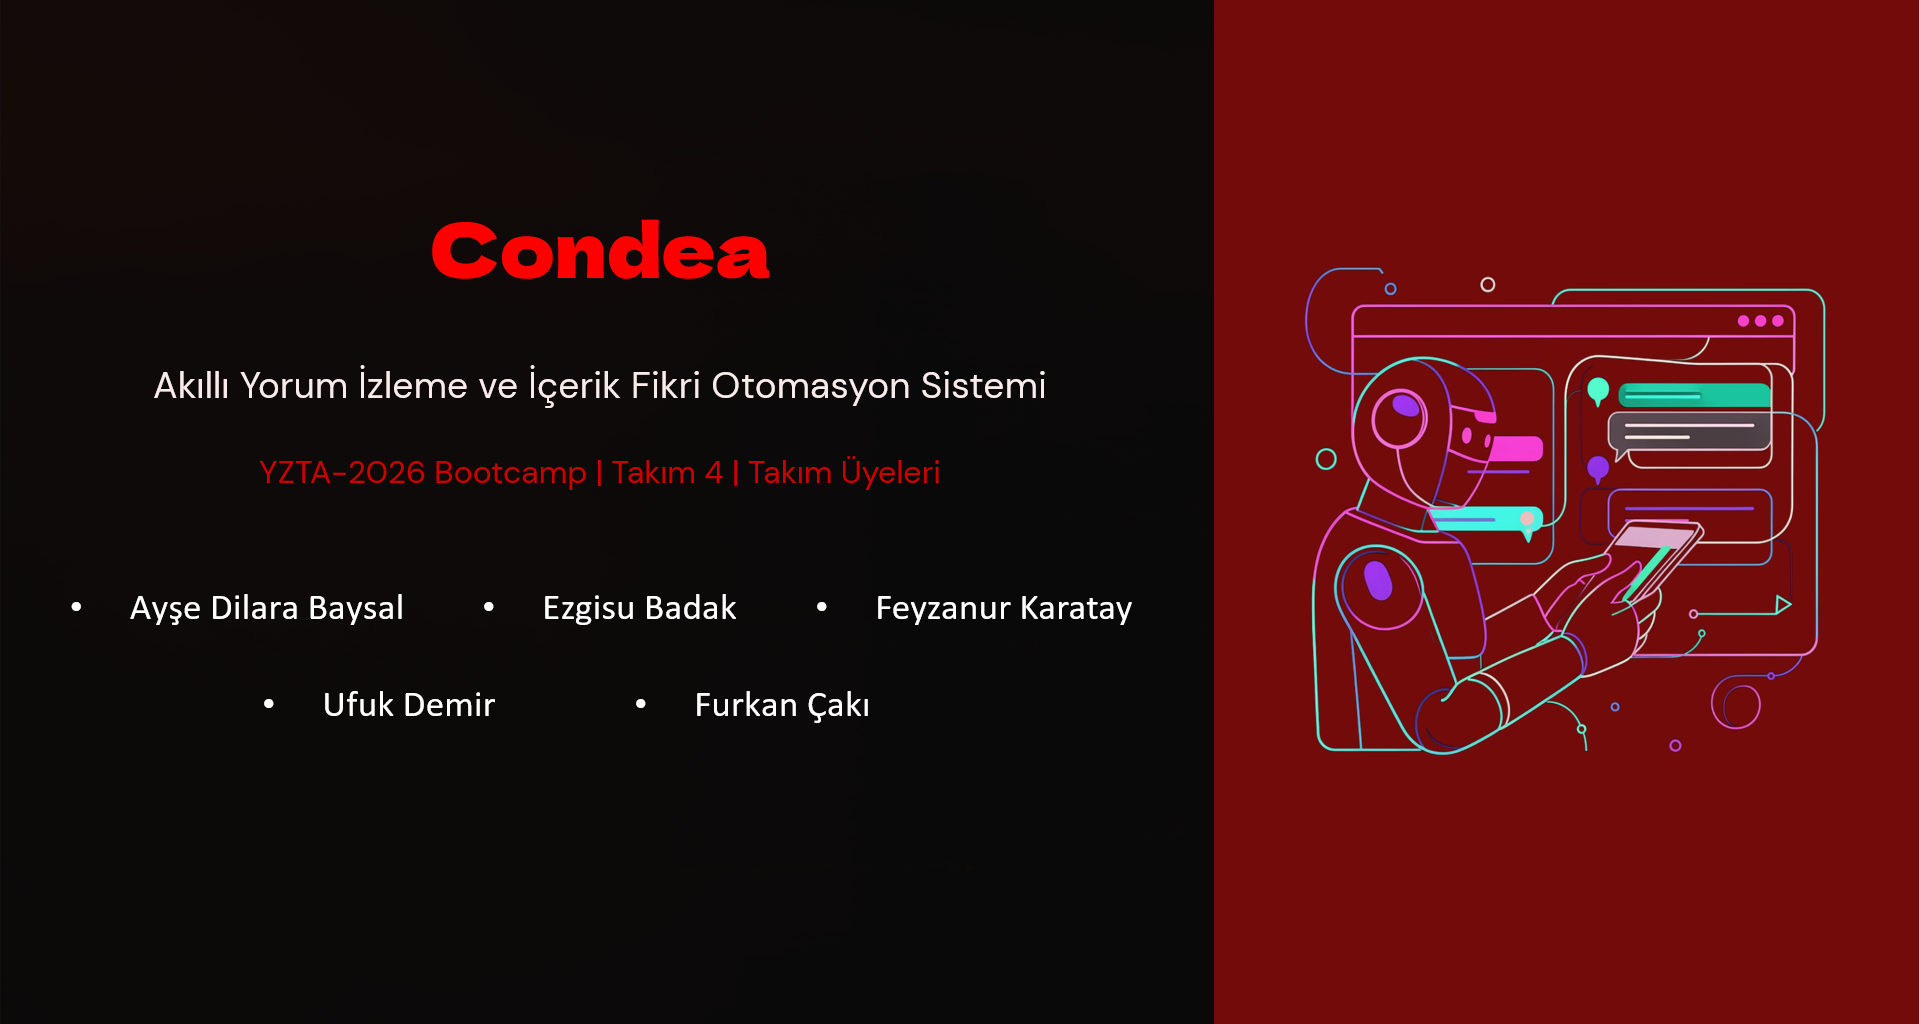 Condea
Akıllı Yorum İzleme ve İçerik Fikri Otomasyon Sistemi
YZTA-2026 Bootcamp | Takım 4 | Takım Üyeleri
• Ayşe Dilara Baysal • Ezgisu Badak • Feyzanur Karatay
• Ufuk Demir • Furkan Çakı